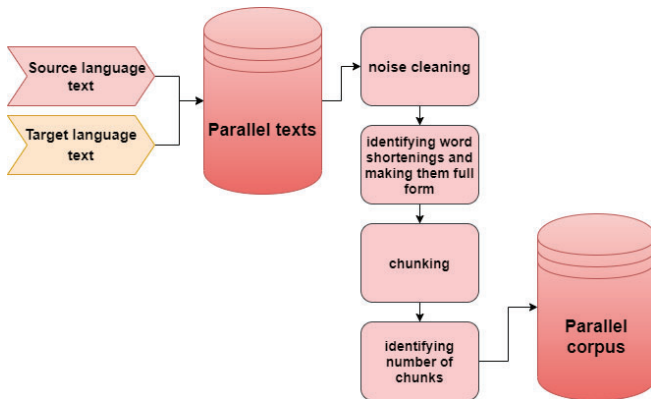 Source language
text
Target language
text
Parallel texts
noise cleaning
identifying word
shortenings and
making them full
form
chunking
identifying
number of
chunks
Parallel
corpus